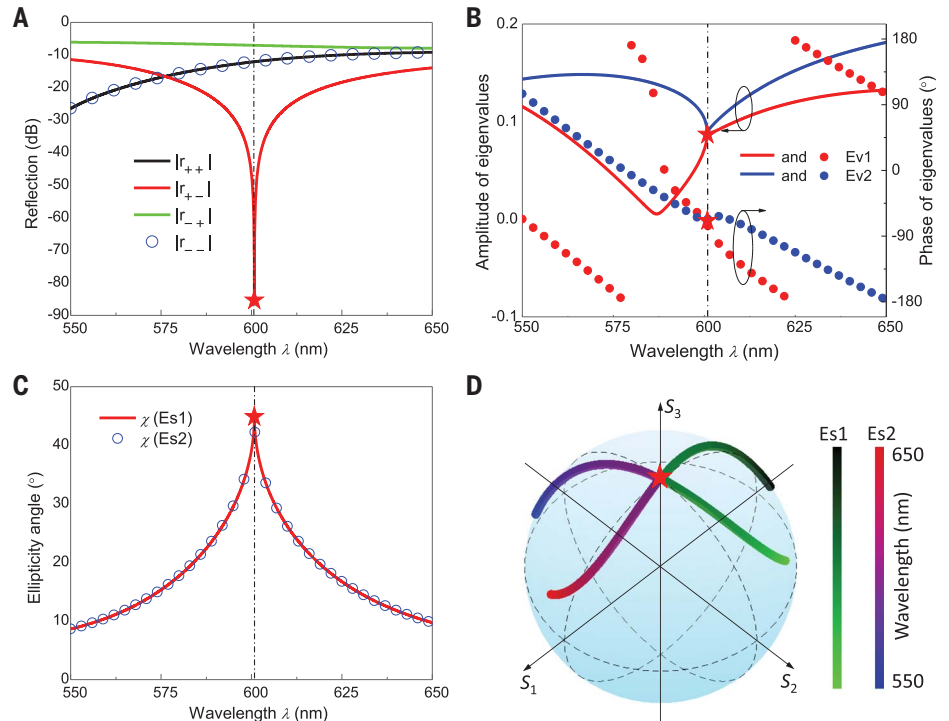 A
0
-10
-20
-30
-40
-50
-60
-70
-80
-90
Reflection (dB)
|r₊₊|
|r₊₋|
|r₋₊|
|r₋₋|
550 575 600 625 650
Wavelength λ (nm)
B
0.2
0.1
0.0
-0.1
Amplitude of eigenvalues
and Ev1
and Ev2
180
90
0
-90
-180
Phase of eigenvalues (°)
550 575 600 625 650
Wavelength λ (nm)
C
50
40
30
20
10
0
Ellipticity angle (°)
χ (Es1)
χ (Es2)
550 575 600 625 650
Wavelength λ (nm)
D
S₃
S₁
S₂
Es1 Es2
650
Wavelength (nm)
550